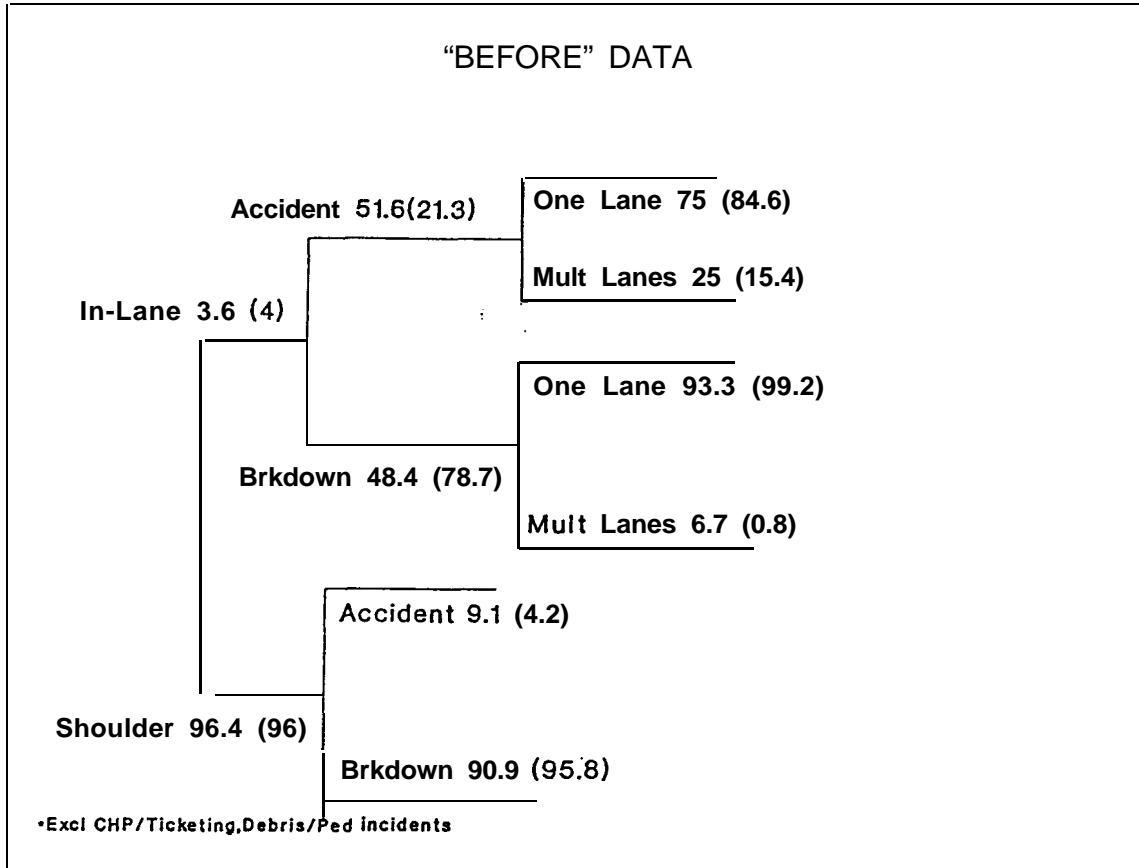 “BEFORE” DATA
Accident 51.6(21.3)
One Lane 75 (84.6)
Mult Lanes 25 (15.4)
In-Lane 3.6 (4)
One Lane 93.3 (99.2)
Brkdown 48.4 (78.7)
Mult Lanes 6.7 (0.8)
Accident 9.1 (4.2)
Shoulder 96.4 (96)
Brkdown 90.9 (95.8)
•Excl CHP/Ticketing,Debris/Ped incidents